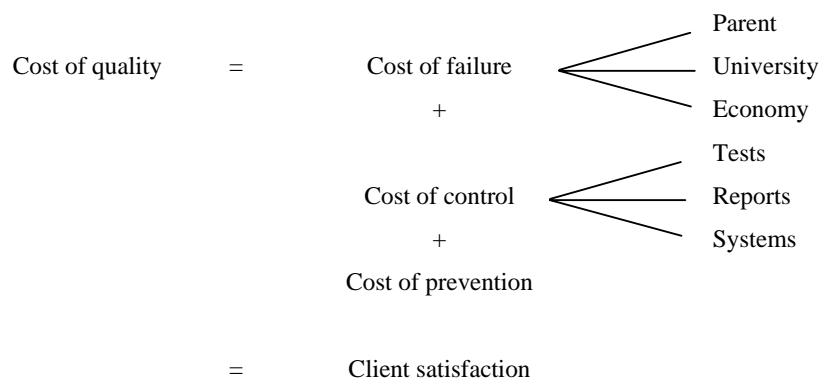 Parent
Cost of quality = Cost of failure University
+ Economy
Tests
Cost of control Reports
+ Systems
Cost of prevention
= Client satisfaction